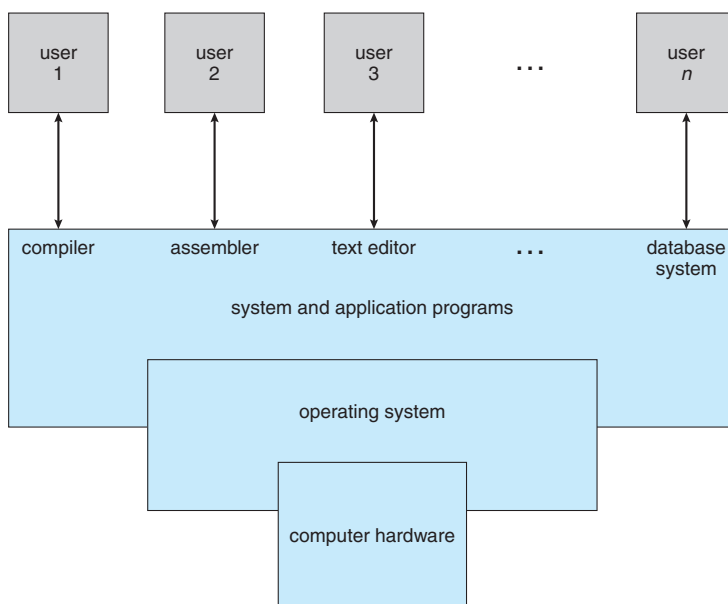 user
1
user
2
user
3
...
user
n
compiler
assembler
text editor
...
database
system
system and application programs
operating system
computer hardware